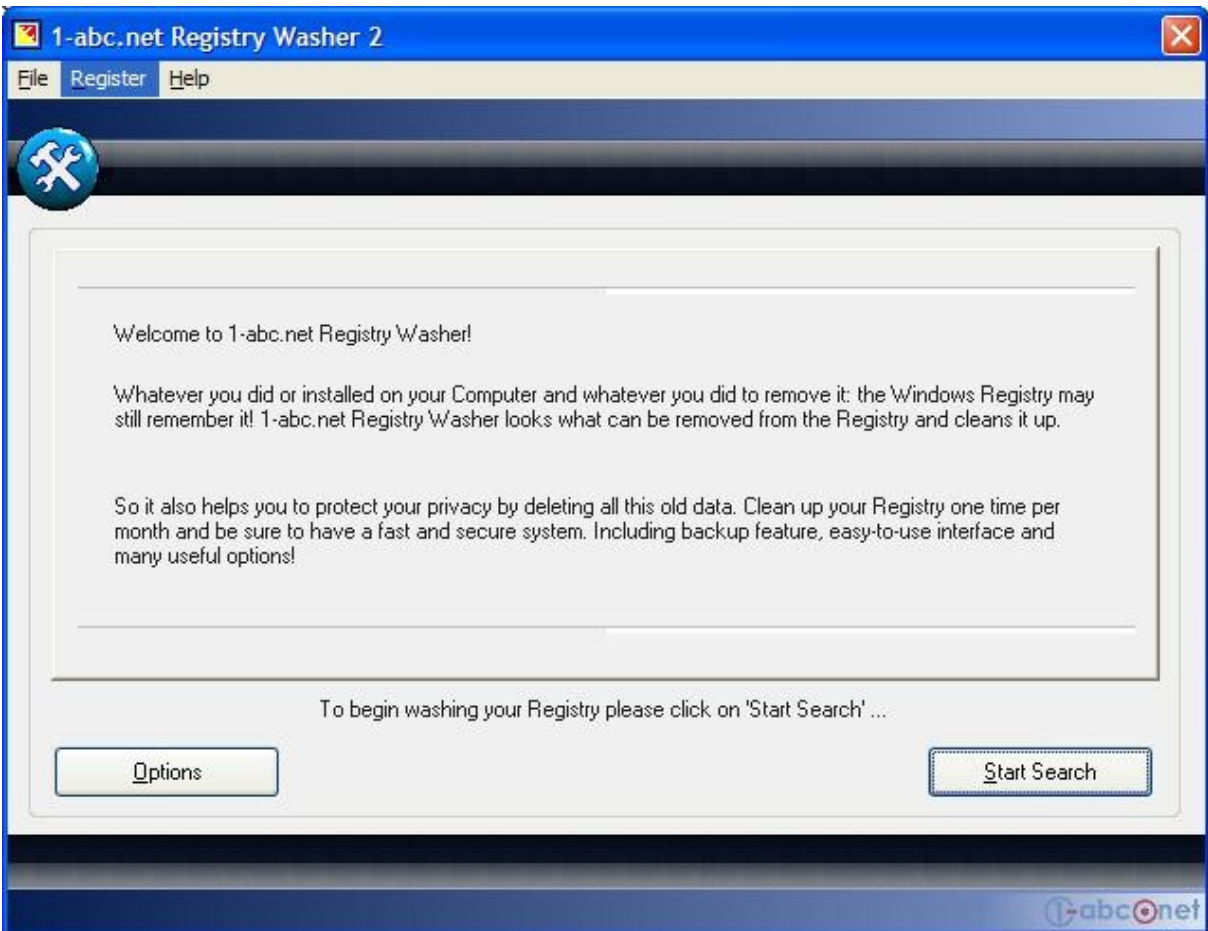 1-abc.net Registry Washer 2
File Register Help
Welcome to 1-abc.net Registry Washer!
Whatever you did or installed on your Computer and whatever you did to remove it: the Windows Registry may
still remember it! 1-abc.net Registry Washer looks what can be removed from the Registry and cleans it up.
So it also helps you to protect your privacy by deleting all this old data. Clean up your Registry one time per
month and be sure to have a fast and secure system. Including backup feature, easy-to-use interface and
many useful options!
To begin washing your Registry please click on 'Start Search' ...
Options Start Search
1-abc.net